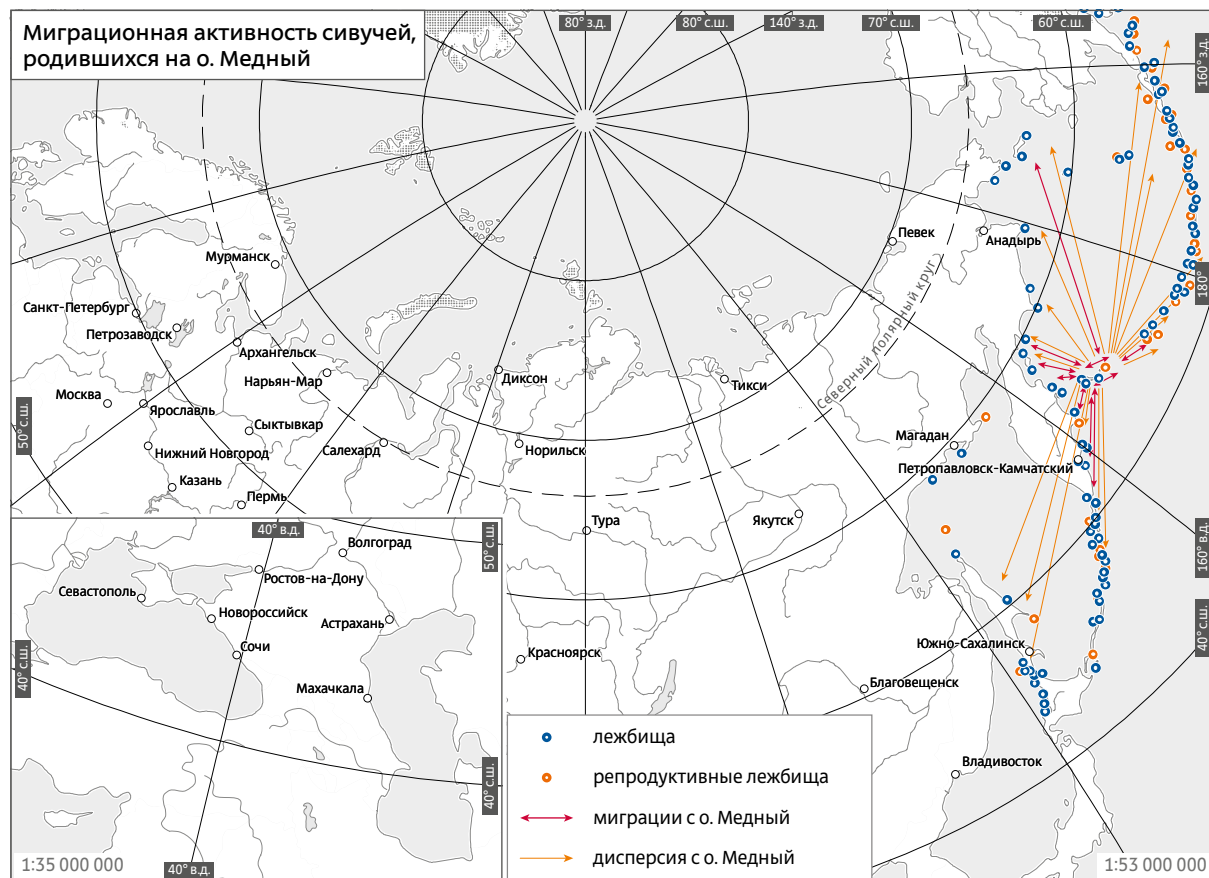 Миграционная активность сивучей,
родившихся на о. Медный
80° з.д.
80° с.ш.
140° з.д.
70° с.ш.
60° с.ш.
160° з.д.
Певек
Анадырь
Мурманск
180°
Санкт-Петербург
Петрозаводск
Архангельск
Северный полярный круг
Нарьян-Мар
Диксон
Тикси
Москва
Ярославль
50° с.ш.
Сыктывкар
Салехард
Норильск
Магадан
Нижний Новгород
Петропавловск-Камчатский
Казань
Пермь
Тура
Якутск
40° в.д.
50° с.ш.
160° в.д.
Волгоград
Ростов-на-Дону
Севастополь
Новороссийск
Астрахань
40° с.ш.
Сочи
Красноярск
Южно-Сахалинск
40° с.ш.
Махачкала
Благовещенск
лежбища
Владивосток
репродуктивные лежбища
40° с.ш.
миграции с о. Медный
дисперсия с о. Медный
1:35 000 000
40° в.д.
1:53 000 000